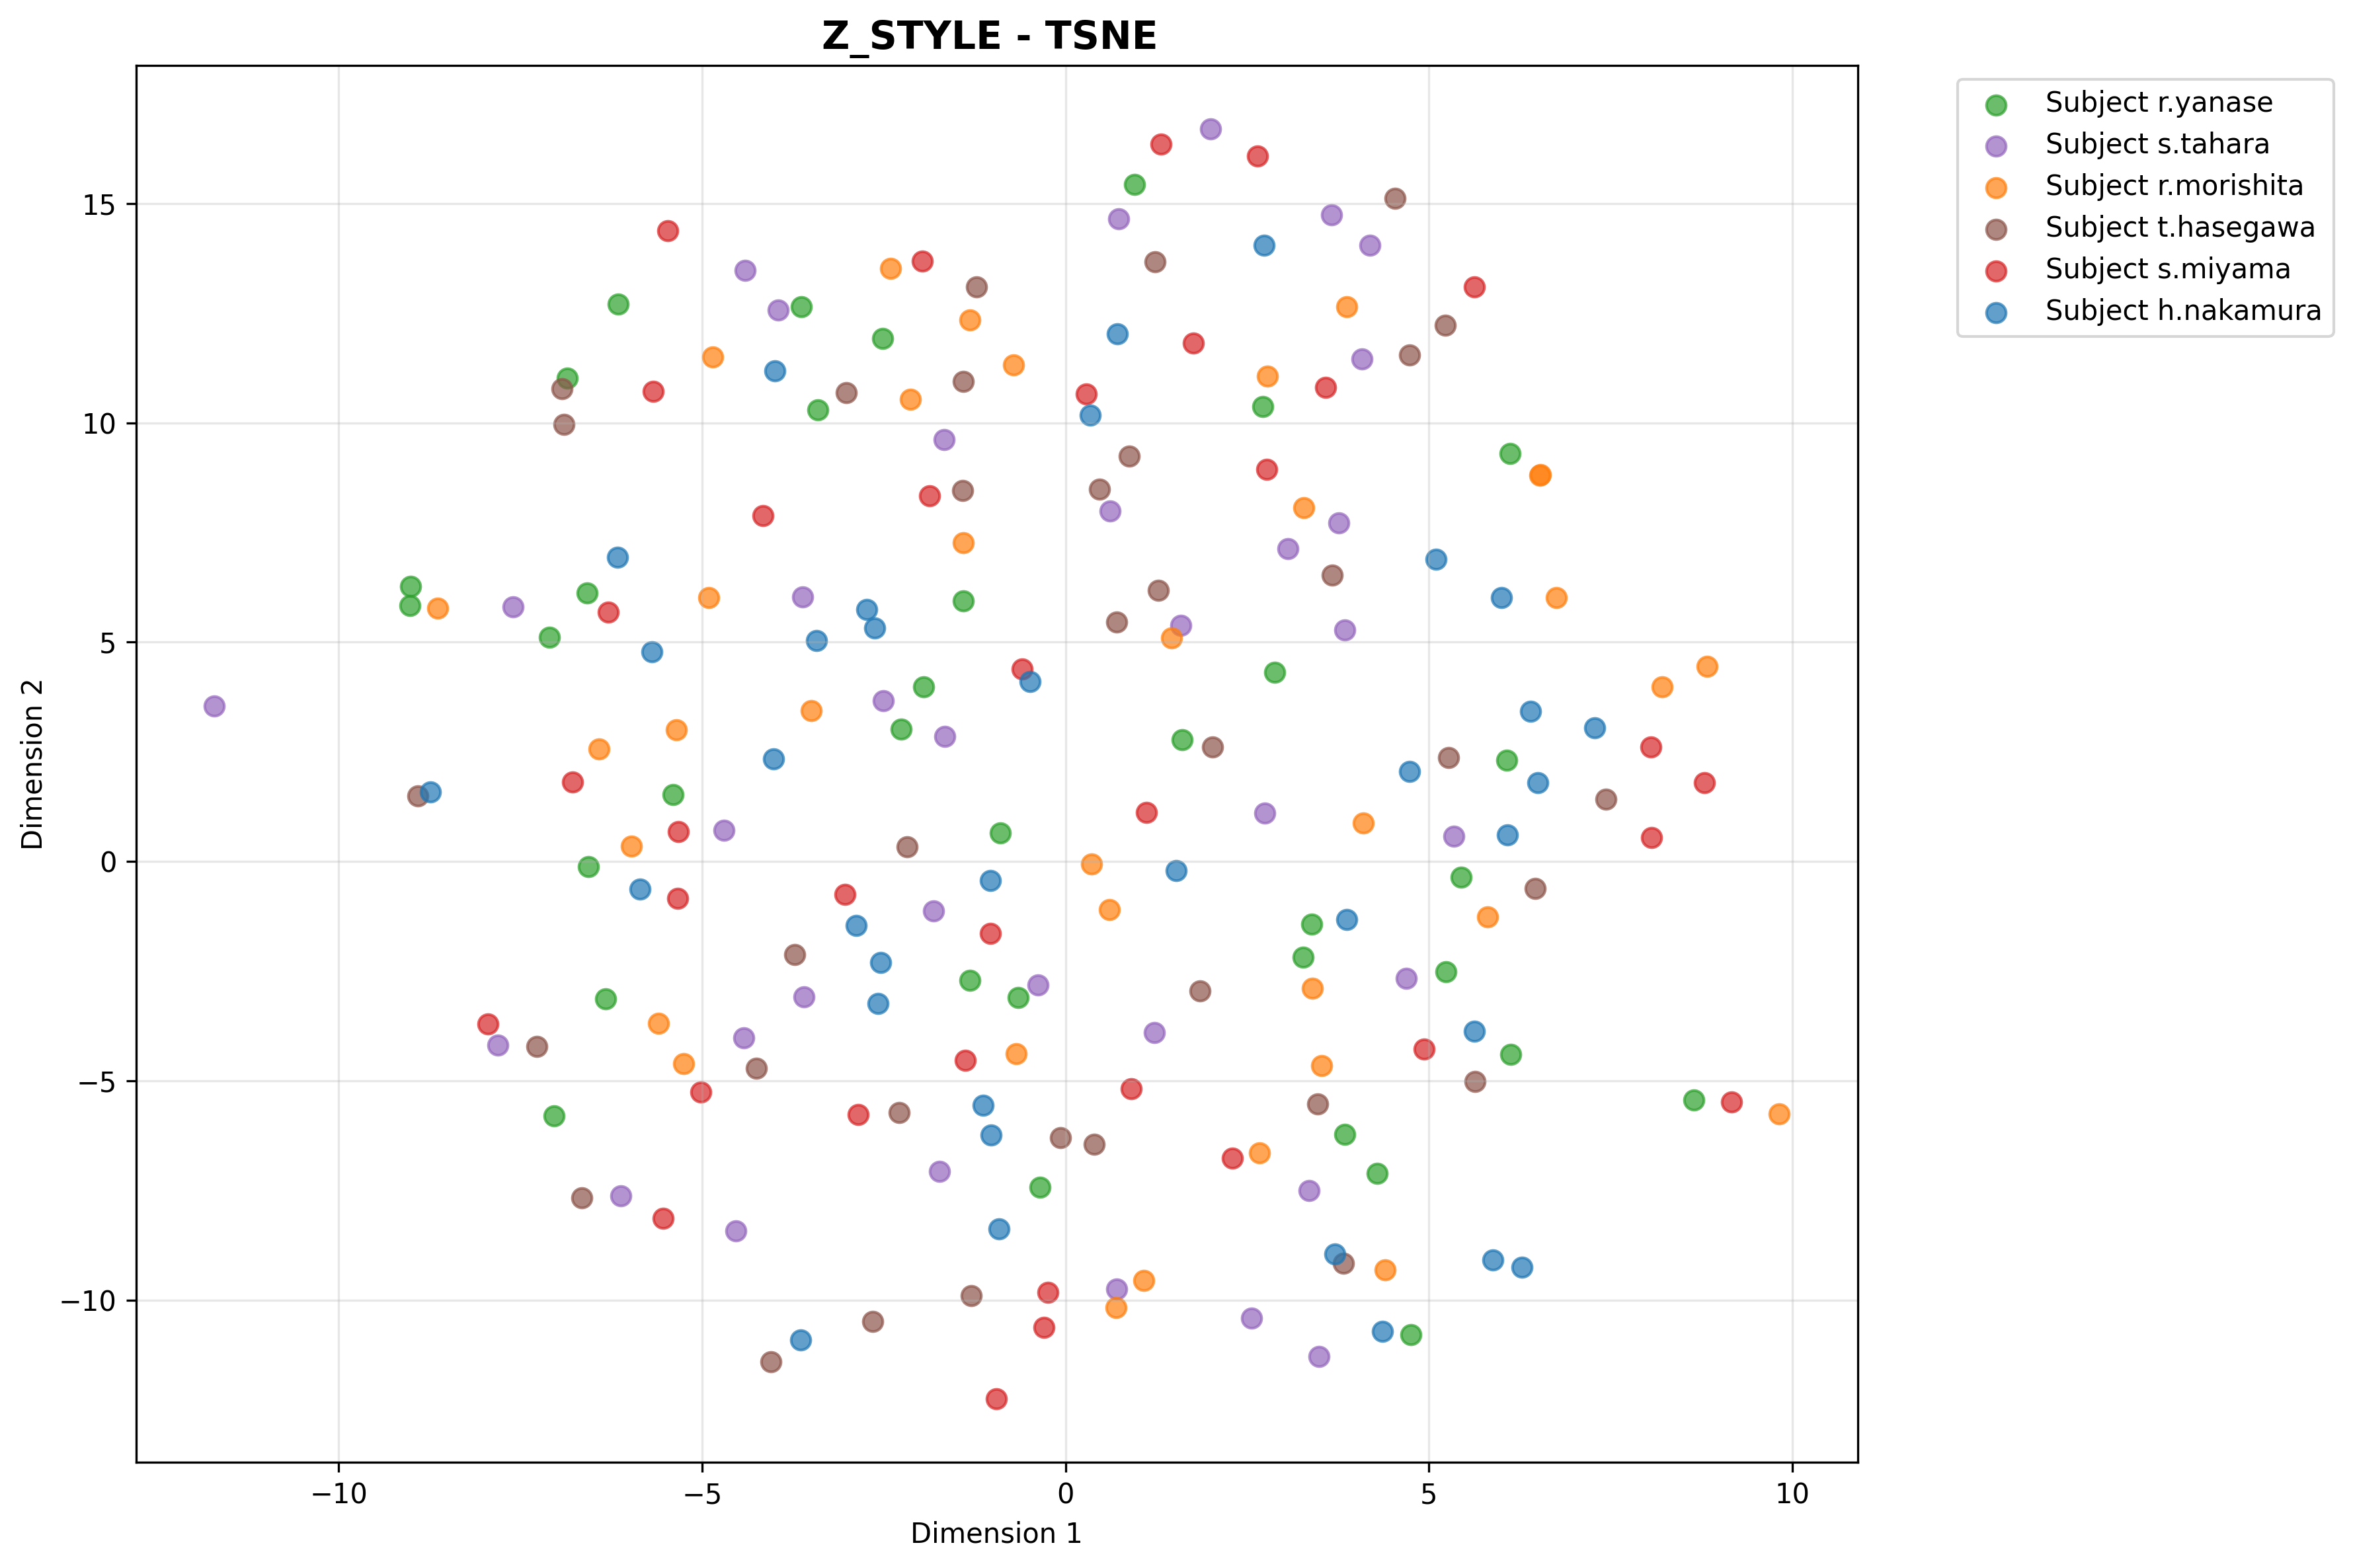 Z_STYLE - TSNE
Subject r.yanase
Subject s.tahara
Subject r.morishita
Subject t.hasegawa
Subject s.miyama
Subject h.nakamura
Dimension 2
15
10
5
0
−5
−10
−10
−5
0
5
10
Dimension 1